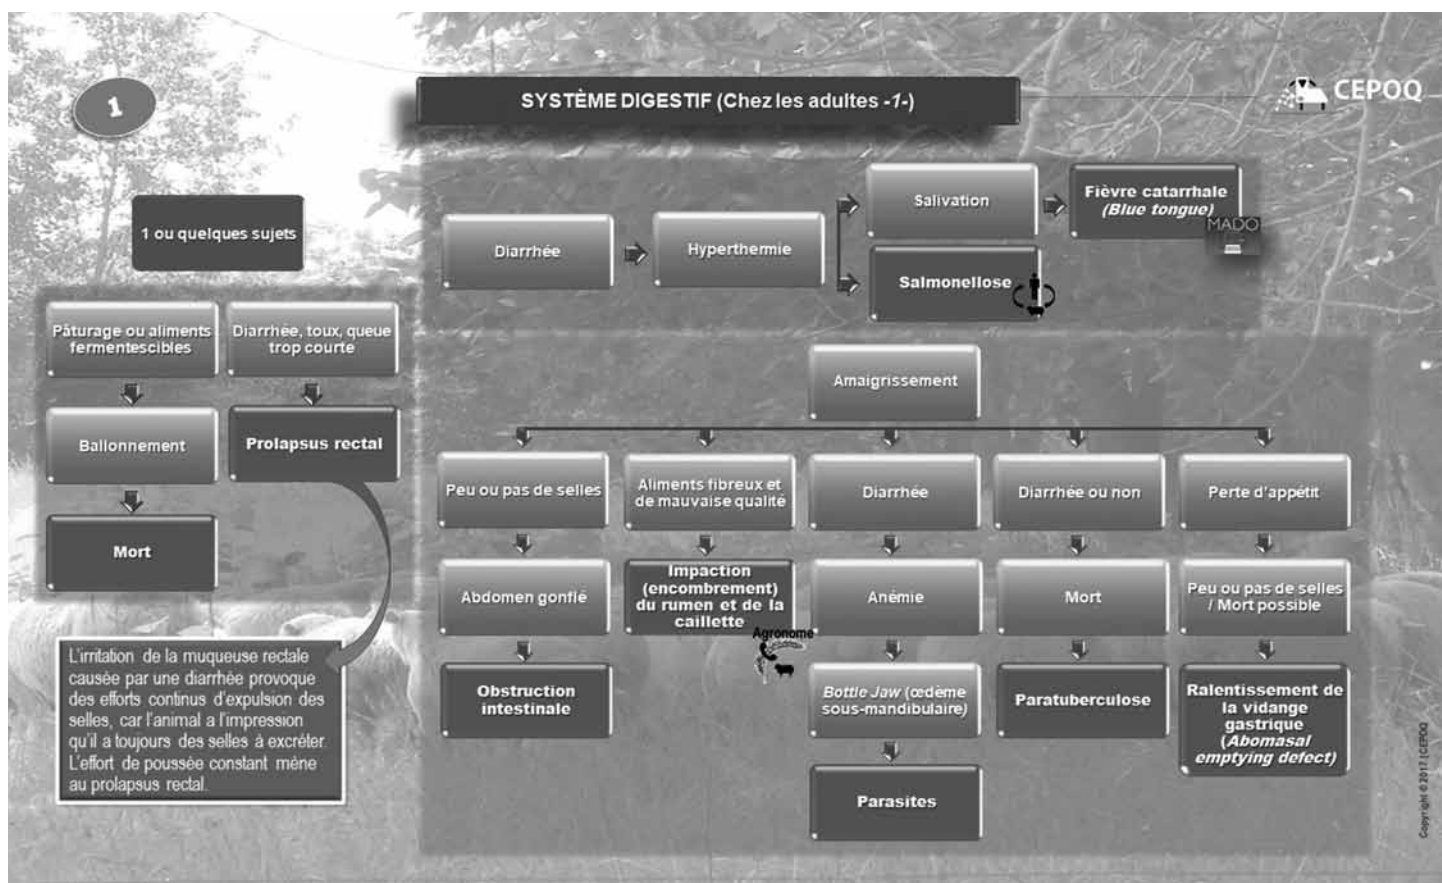 1
SYSTÈME DIGESTIF (Chez les adultes -1-)
CEPOQ
1 ou quelques sujets
Pâturage ou aliments
fermentescibles
Diarrhée, toux, queue
trop courte
Ballonnement
Prolapsus rectal
Mort
L'irritation de la muqueuse rectale
causée par une diarrhée provoque
des efforts continus d'expulsion des
selles, car l'animal a l'impression
qu'il a toujours des selles à excréter.
L'effort de poussée constant mène
au prolapsus rectal.
Diarrhée
Hyperthermie
Salivation
Fièvre catarrhale
(Blue tongue)
MADO
Salmonellose
Amaigrissement
Peu ou pas de selles
Aliments fibreux et
de mauvaise qualité
Diarrhée
Diarrhée ou non
Perte d'appétit
Abdomen gonflé
Impaction
(encombrement)
du rumen et de la
caillette
Agronome
Anémie
Mort
Peu ou pas de selles
/ Mort possible
Obstruction
intestinale
Bottle Jaw (œdème
sous-mandibulaire)
Paratuberculose
Ralentissement de
la vidange
gastrique
(Abomasal
emptying defect)
Parasites
Copyright © 2017 | CEPOQ